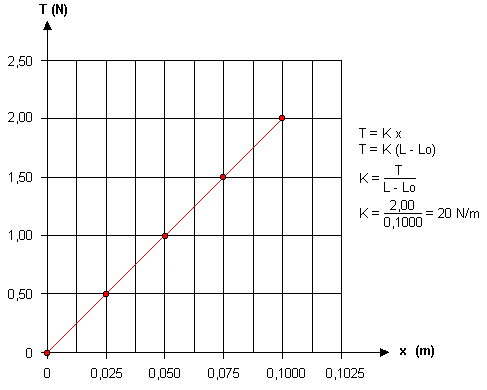 T (N)
2,50
2,00
1,50
1,00
0,50
0
0 0,025 0,050 0,075 0,1000 0,1025
x (m)
T = K x
T = K (L - Lo)
K = T
L - Lo
K = 2,00 = 20 N/m
0,1000